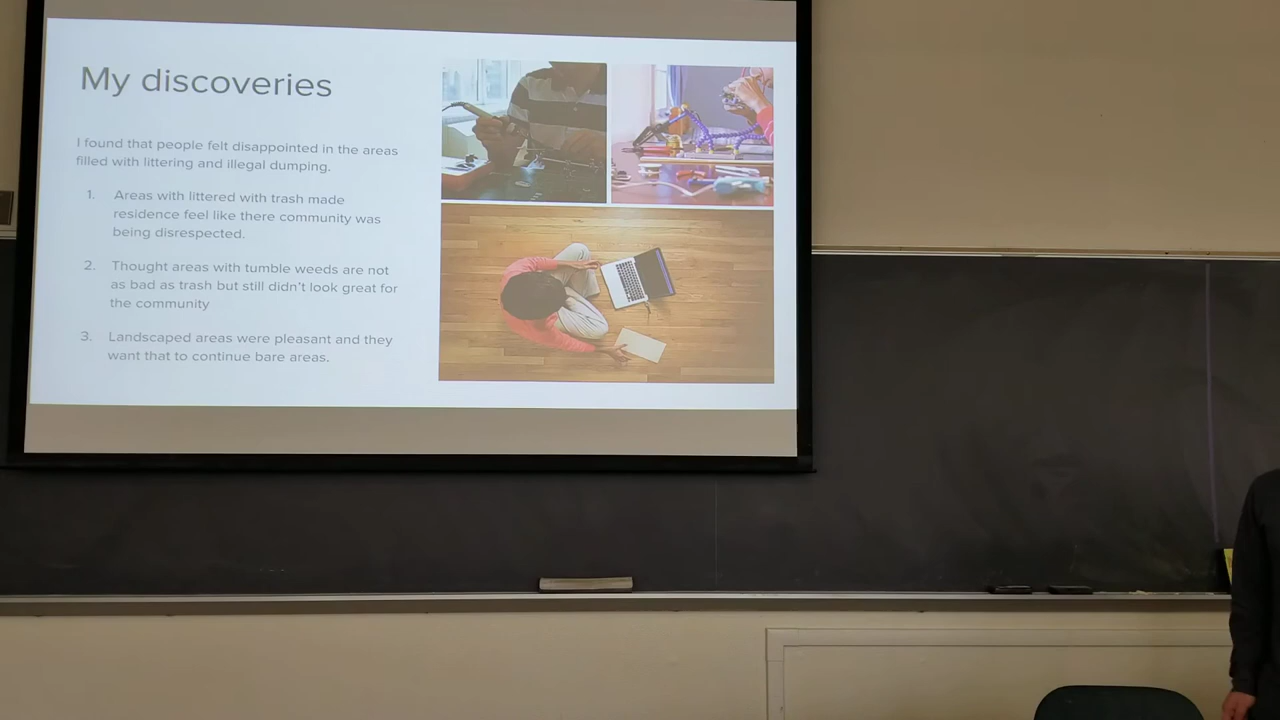 My discoveries
I found that people felt disappointed in the areas
filled with littering and illegal dumping.
1. Areas with littered with trash made
residence feel like there community was
being disrespected.
2. Thought areas with tumble weeds are not
as bad as trash but still didn't look great for
the community
3. Landscaped areas were pleasant and they
want that to continue bare areas.